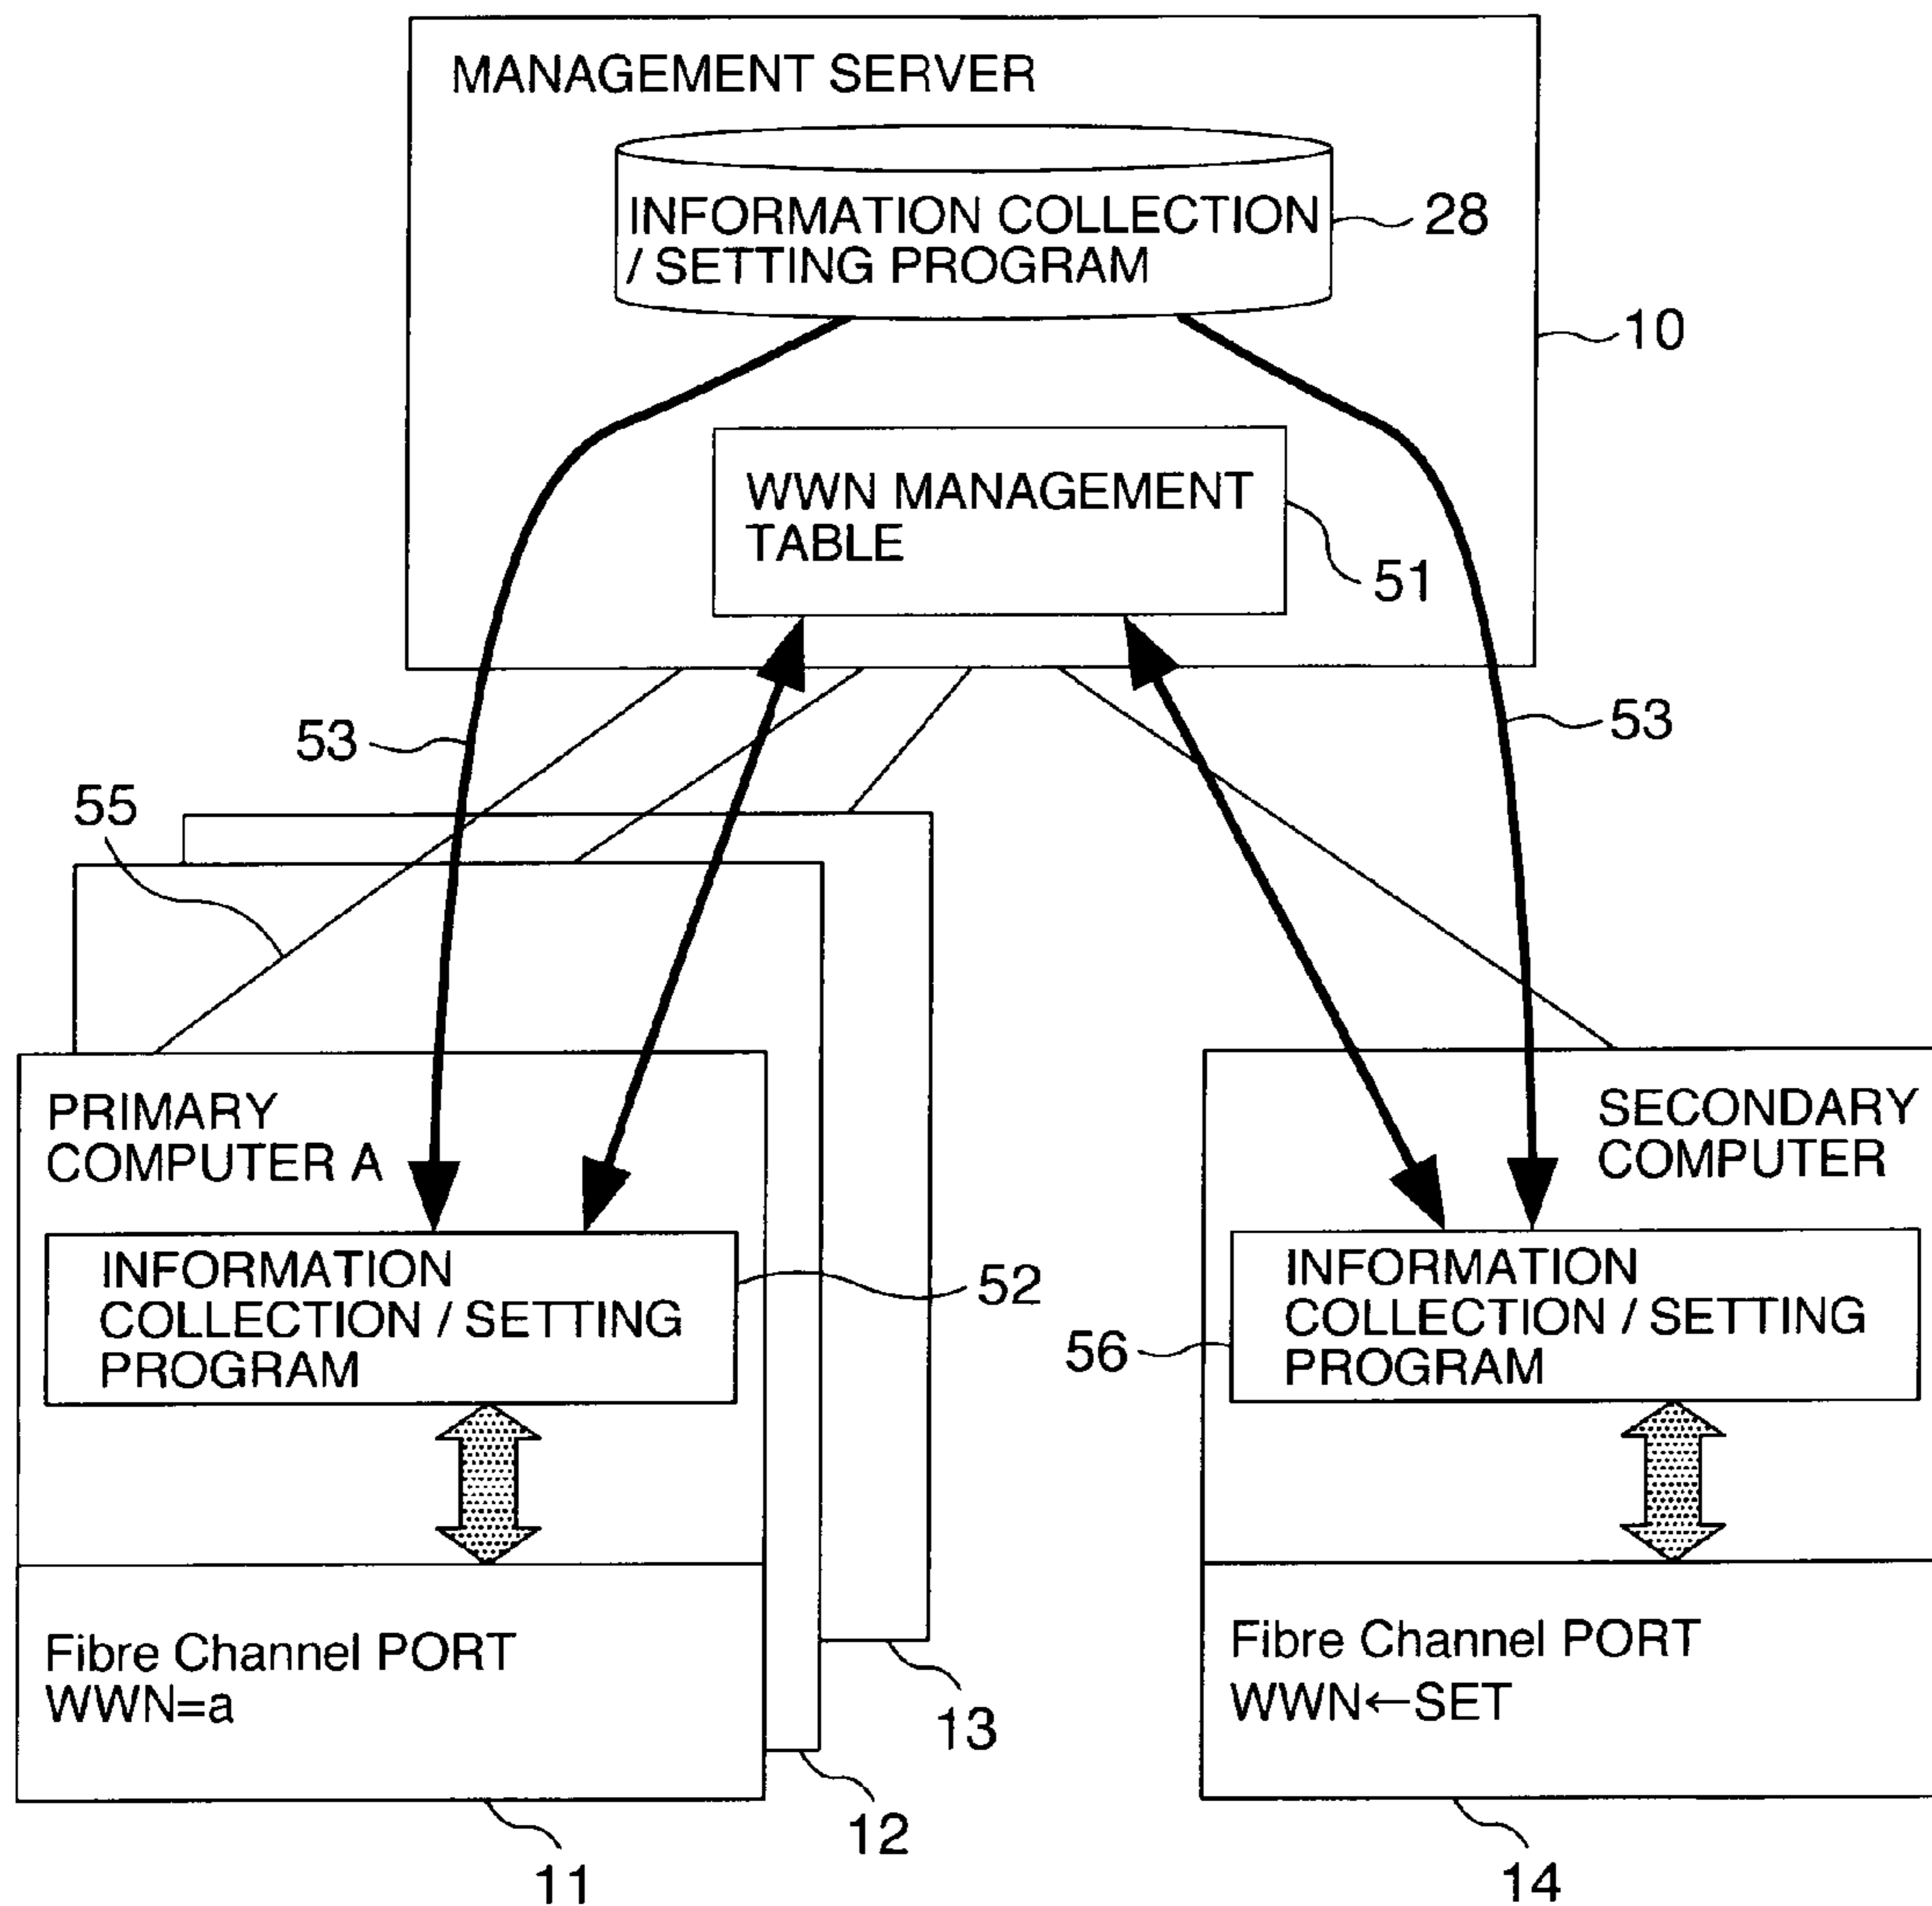 MANAGEMENT SERVER
INFORMATION COLLECTION
/ SETTING PROGRAM
28
10
WWN MANAGEMENT
TABLE
51
53
53
55
PRIMARY
COMPUTER A
SECONDARY
COMPUTER
INFORMATION
COLLECTION / SETTING
PROGRAM
52
56
INFORMATION
COLLECTION / SETTING
PROGRAM
Fibre Channel PORT
WWN=a
Fibre Channel PORT
WWN←SET
13
12
11
14